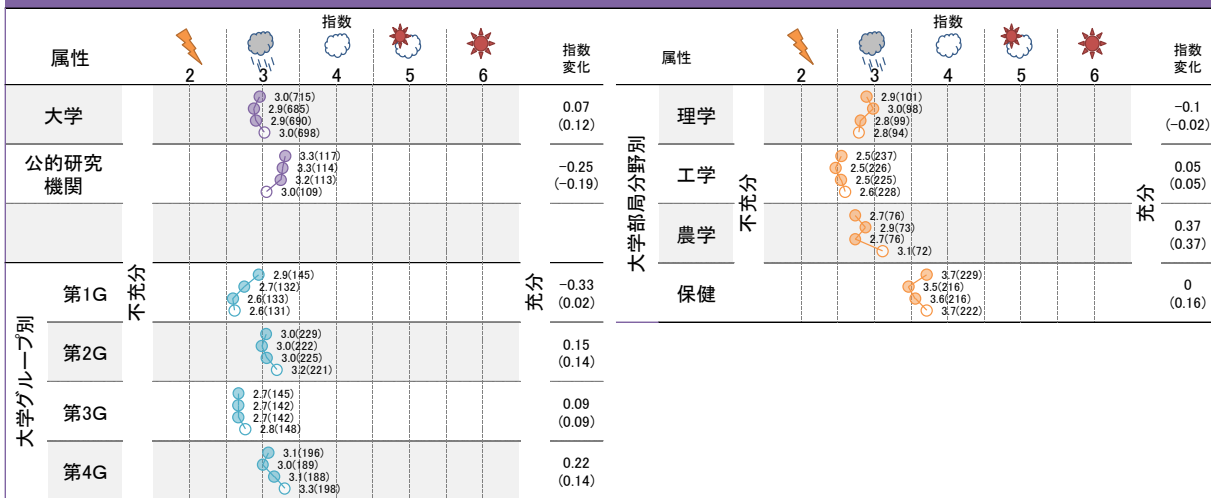 指数
属性
2 3 4 5 6
指数
変化
大学
3.0(715)
2.9(685)
2.9(690)
3.0(698)
0.07
(0.12)
公的研究
機関
3.3(117)
3.3(114)
3.2(113)
3.0(109)
−0.25
(−0.19)
不充分
充分
大学グループ別
第1G
2.9(145)
2.7(132)
2.6(133)
2.6(131)
−0.33
(0.02)
第2G
3.0(229)
3.0(222)
3.0(225)
3.2(221)
0.15
(0.14)
第3G
2.7(145)
2.7(142)
2.7(142)
2.8(148)
0.09
(0.09)
第4G
3.1(196)
3.0(189)
3.1(188)
3.3(198)
0.22
(0.14)
指数
属性
2 3 4 5 6
指数
変化
大学部局分野別
不充分
充分
理学
2.9(101)
3.0(98)
2.8(99)
2.8(94)
−0.1
(−0.02)
工学
2.5(237)
2.5(226)
2.5(225)
2.6(228)
0.05
(0.05)
農学
2.7(76)
2.9(73)
2.7(76)
3.1(72)
0.37
(0.37)
保健
3.7(229)
3.5(216)
3.6(216)
3.7(222)
0
(0.16)